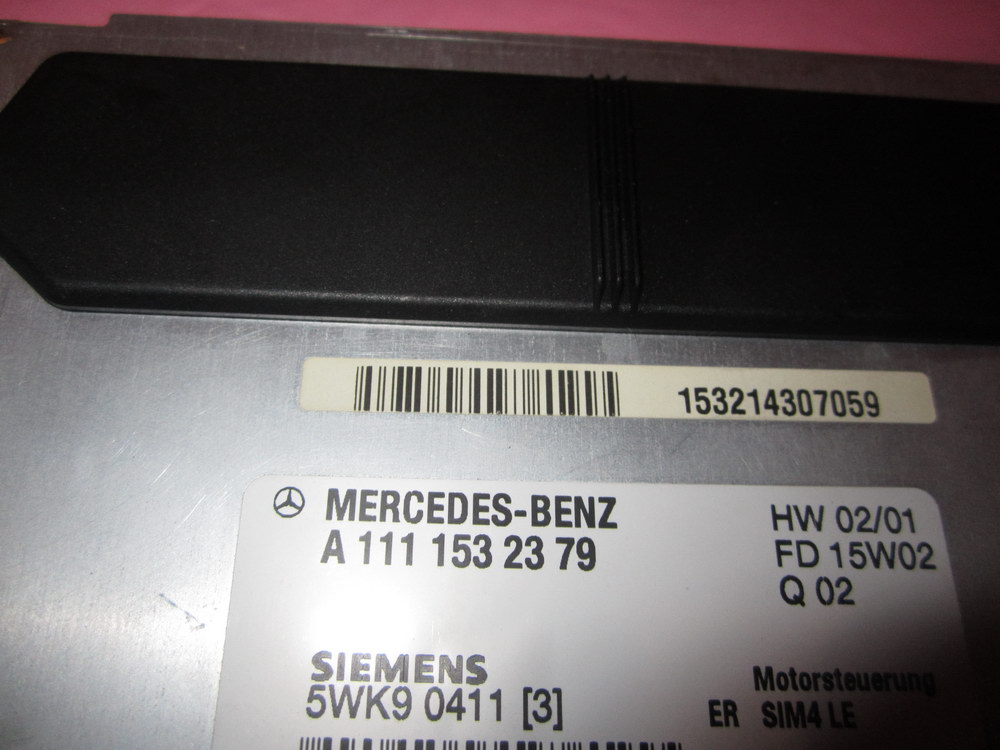 153214307059
MERCEDES-BENZ
A 111 153 23 79
HW 02/01
FD 15W02
Q 02
SIEMENS
5WK9 0411 [3]
Motorsteuerung
ER SIM4 LE